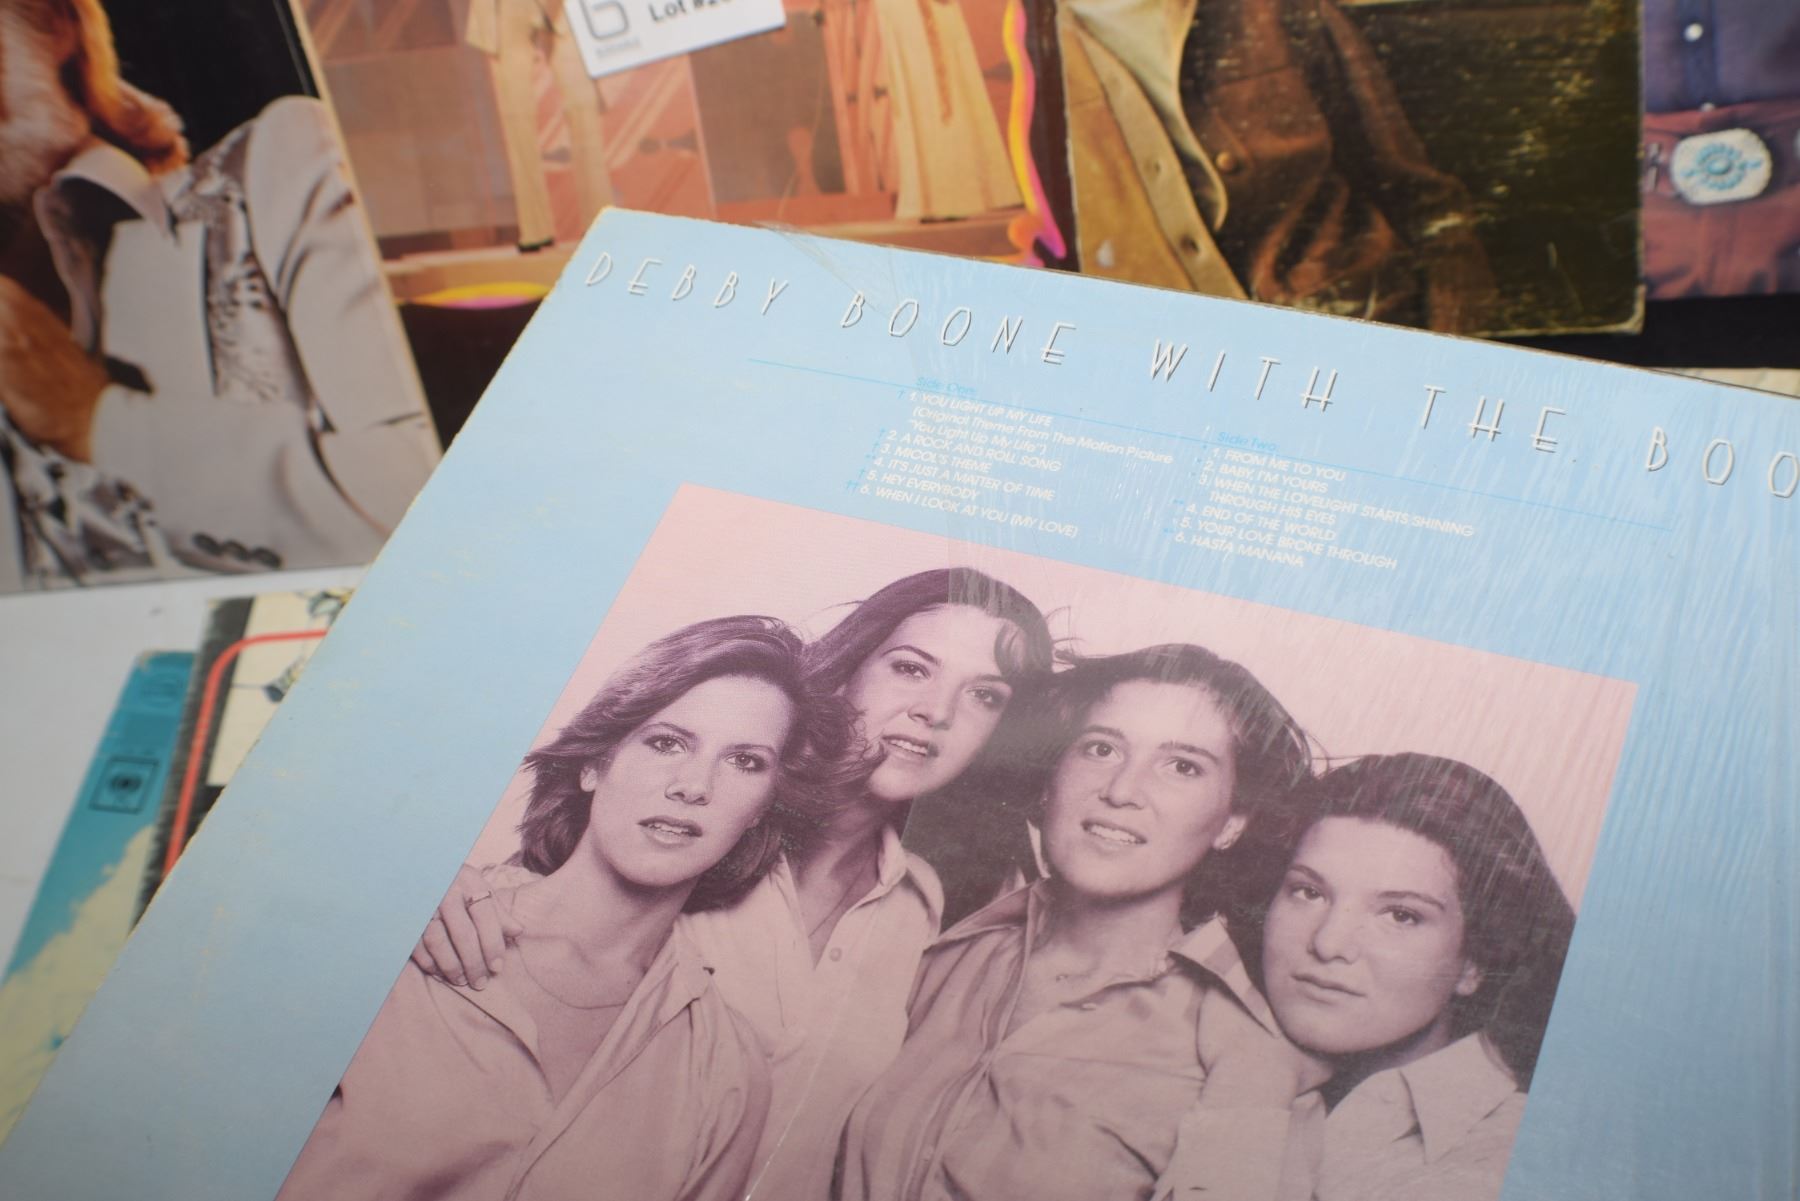 Lot
DEBBY BOONE WITH THE BOO
Side One
1. YOU LIGHT UP MY LIFE
(Original Theme From The Motion Picture
"You Light Up My Life")
2. A ROCK AND ROLL SONG
3. MICOL'S THEME
4. IT'S JUST A MATTER OF TIME
5. HEY EVERYBODY
6. WHEN I LOOK AT YOU (MY LOVE)
Side Two
1. FROM ME TO YOU
2. BABY, I'M YOURS
3. WHEN THE LOVELIGHT STARTS SHINING
THROUGH HIS EYES
4. END OF THE WORLD
5. YOUR LOVE BROKE THROUGH
6. HASTA MANANA